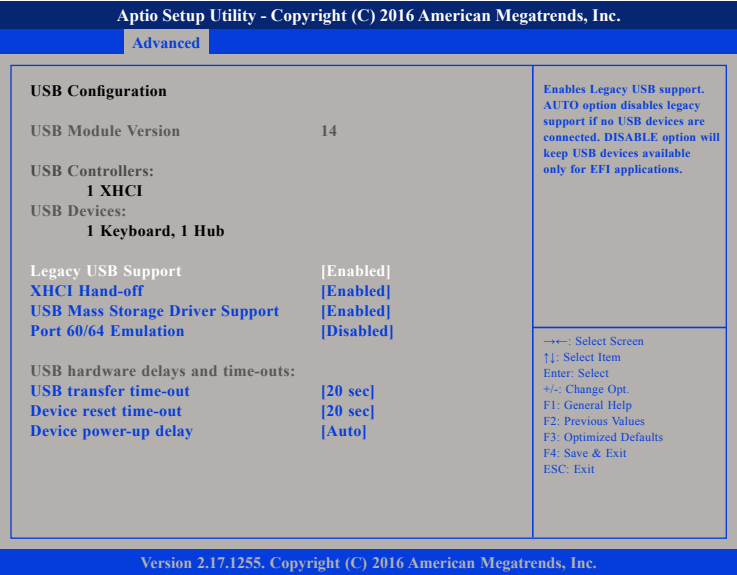 Aptio Setup Utility - Copyright (C) 2016 American Megatrends, Inc.
Advanced
USB Configuration
USB Module Version 14
USB Controllers:
1 XHCI
USB Devices:
1 Keyboard, 1 Hub
Legacy USB Support [Enabled]
XHCI Hand-off [Enabled]
USB Mass Storage Driver Support [Enabled]
Port 60/64 Emulation [Disabled]
USB hardware delays and time-outs:
USB transfer time-out [20 sec]
Device reset time-out [20 sec]
Device power-up delay [Auto]
Enables Legacy USB support.
AUTO option disables legacy
support if no USB devices are
connected. DISABLE option will
keep USB devices available
only for EFI applications.
→←: Select Screen
↑↓: Select Item
Enter: Select
+/-: Change Opt.
F1: General Help
F2: Previous Values
F3: Optimized Defaults
F4: Save & Exit
ESC: Exit
Version 2.17.1255. Copyright (C) 2016 American Megatrends, Inc.